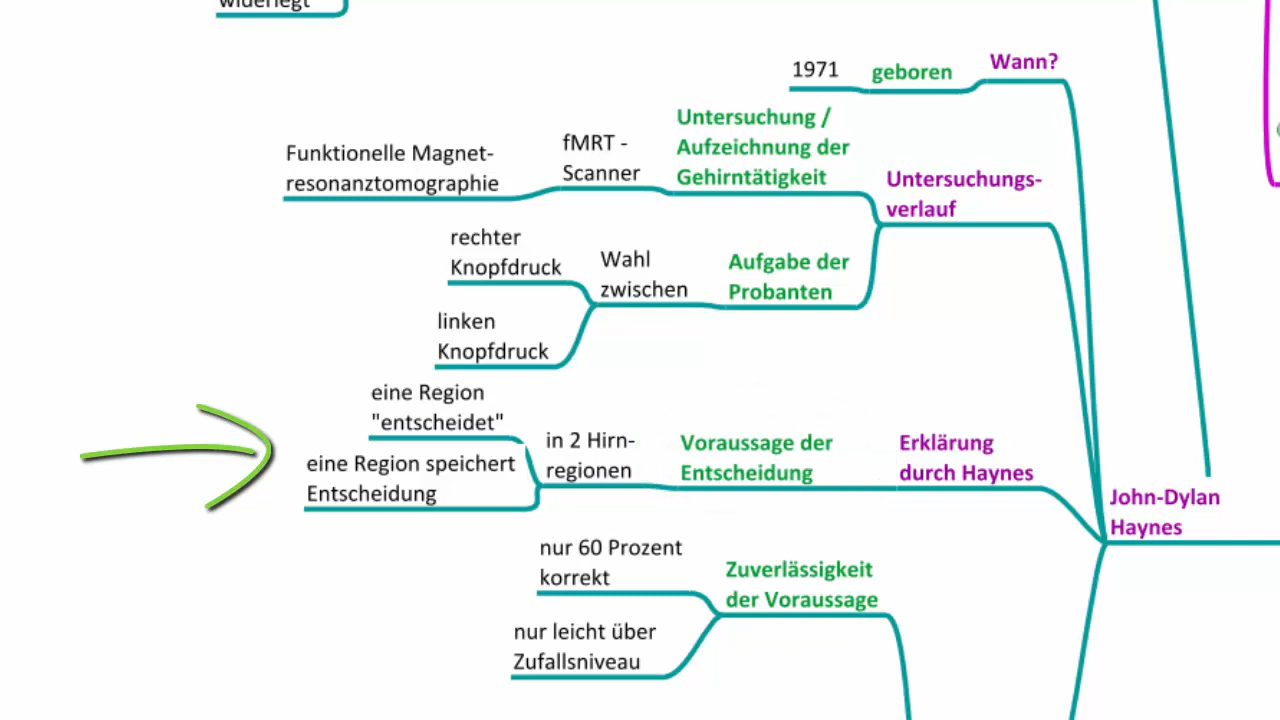 widerlegt
1971
geboren
Wann?
Untersuchung /
Aufzeichnung der
Gehirntätigkeit
fMRT -
Scanner
Funktionelle Magnet-
resonanztomographie
Untersuchungs-
verlauf
rechter
Knopfdruck
Wahl
zwischen
Aufgabe der
Probanten
linken
Knopfdruck
eine Region
"entscheidet"
eine Region speichert
Entscheidung
in 2 Hirn-
regionen
Voraussage der
Entscheidung
Erklärung
durch Haynes
John-Dylan
Haynes
nur 60 Prozent
korrekt
Zuverlässigkeit
der Voraussage
nur leicht über
Zufallsniveau